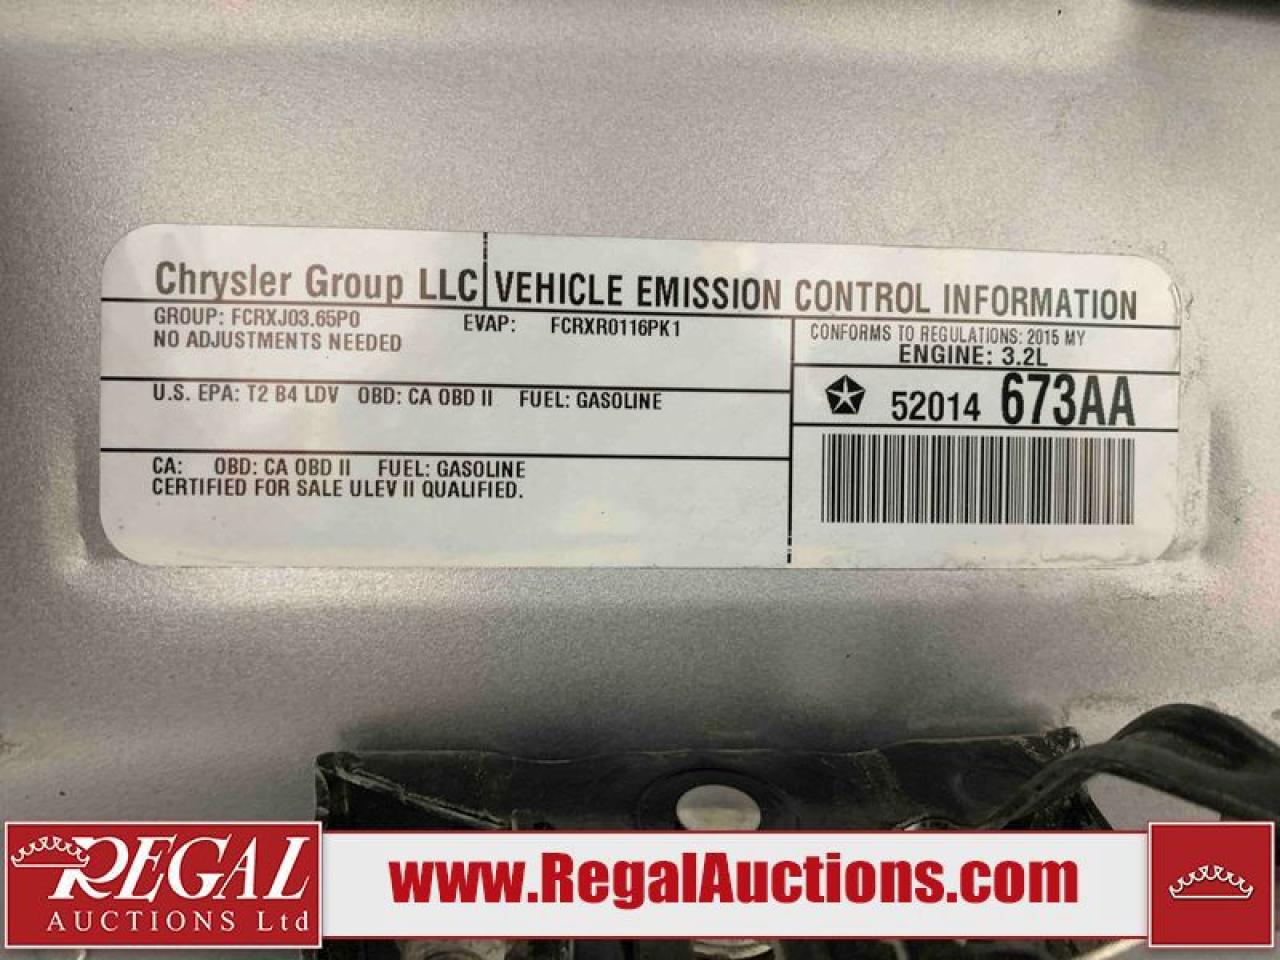 Chrysler Group LLC VEHICLE EMISSION CONTROL INFORMATION
GROUP: FCRXJ03.65P0 EVAP: FCRXR0116PK1
NO ADJUSTMENTS NEEDED
CONFORMS TO REGULATIONS: 2015 MY
ENGINE: 3.2L
U.S. EPA: T2 B4 LDV OBD: CA OBD II FUEL: GASOLINE
52014 673AA
CA: OBD: CA OBD II FUEL: GASOLINE
CERTIFIED FOR SALE ULEV II QUALIFIED.
REGAL
AUCTIONS Ltd
www.RegalAuctions.com